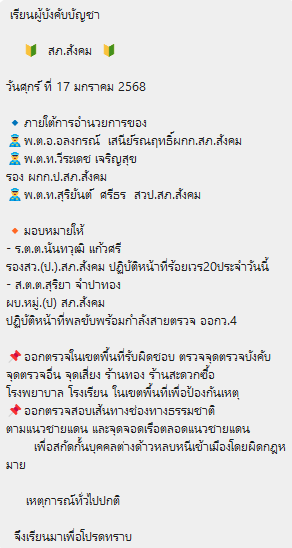 เรียนผู้บังคับบัญชา
🔰 สภ.สังคม 🔰
วันศุกร์ ที่ 17 มกราคม 2568
🔹ภายใต้การอำนวยการของ
👮พ.ต.อ.อลงกรณ์ เสนีย์รณฤทธิ์ผกก.สภ.สังคม
👮พ.ต.ท.วีระเดช เจริญสุข
รอง ผกก.ป.สภ.สังคม
👮พ.ต.ท.สุริยันต์ ศรีธร สวป.สภ.สังคม
🔸มอบหมายให้
- ร.ต.ต.นันทวุฒิ แก้วศรี
รองสว.(ป.).สภ.สังคม ปฏิบัติหน้าที่ร้อยเวร20ประจำวันนี้
- ส.ต.ต.สุริยา จำปาทอง
ผบ.หมู่.(ป) สภ.สังคม
ปฏิบัติหน้าที่พลขับพร้อมกำลังสายตรวจ ออกว.4
📌ออกตรวจในเขตพื้นที่รับผิดชอบ ตรวจจุดตรวจบังคับ
จุดตรวจอื่น จุดเสี่ยง ร้านทอง ร้านสะดวกซื้อ
โรงพยาบาล โรงเรียน ในเขตพื้นที่เพื่อป้องกันเหตุ
📌ออกตรวจสอบเส้นทางช่องทางธรรมชาติ
ตามแนวชายแดน และจุดจอดเรือตลอดแนวชายแดน
เพื่อสกัดกั้นบุคคลต่างด้าวหลบหนีเข้าเมืองโดยผิดกฎห
มาย
เหตุการณ์ทั่วไปปกติ
จึงเรียนมาเพื่อโปรดทราบ